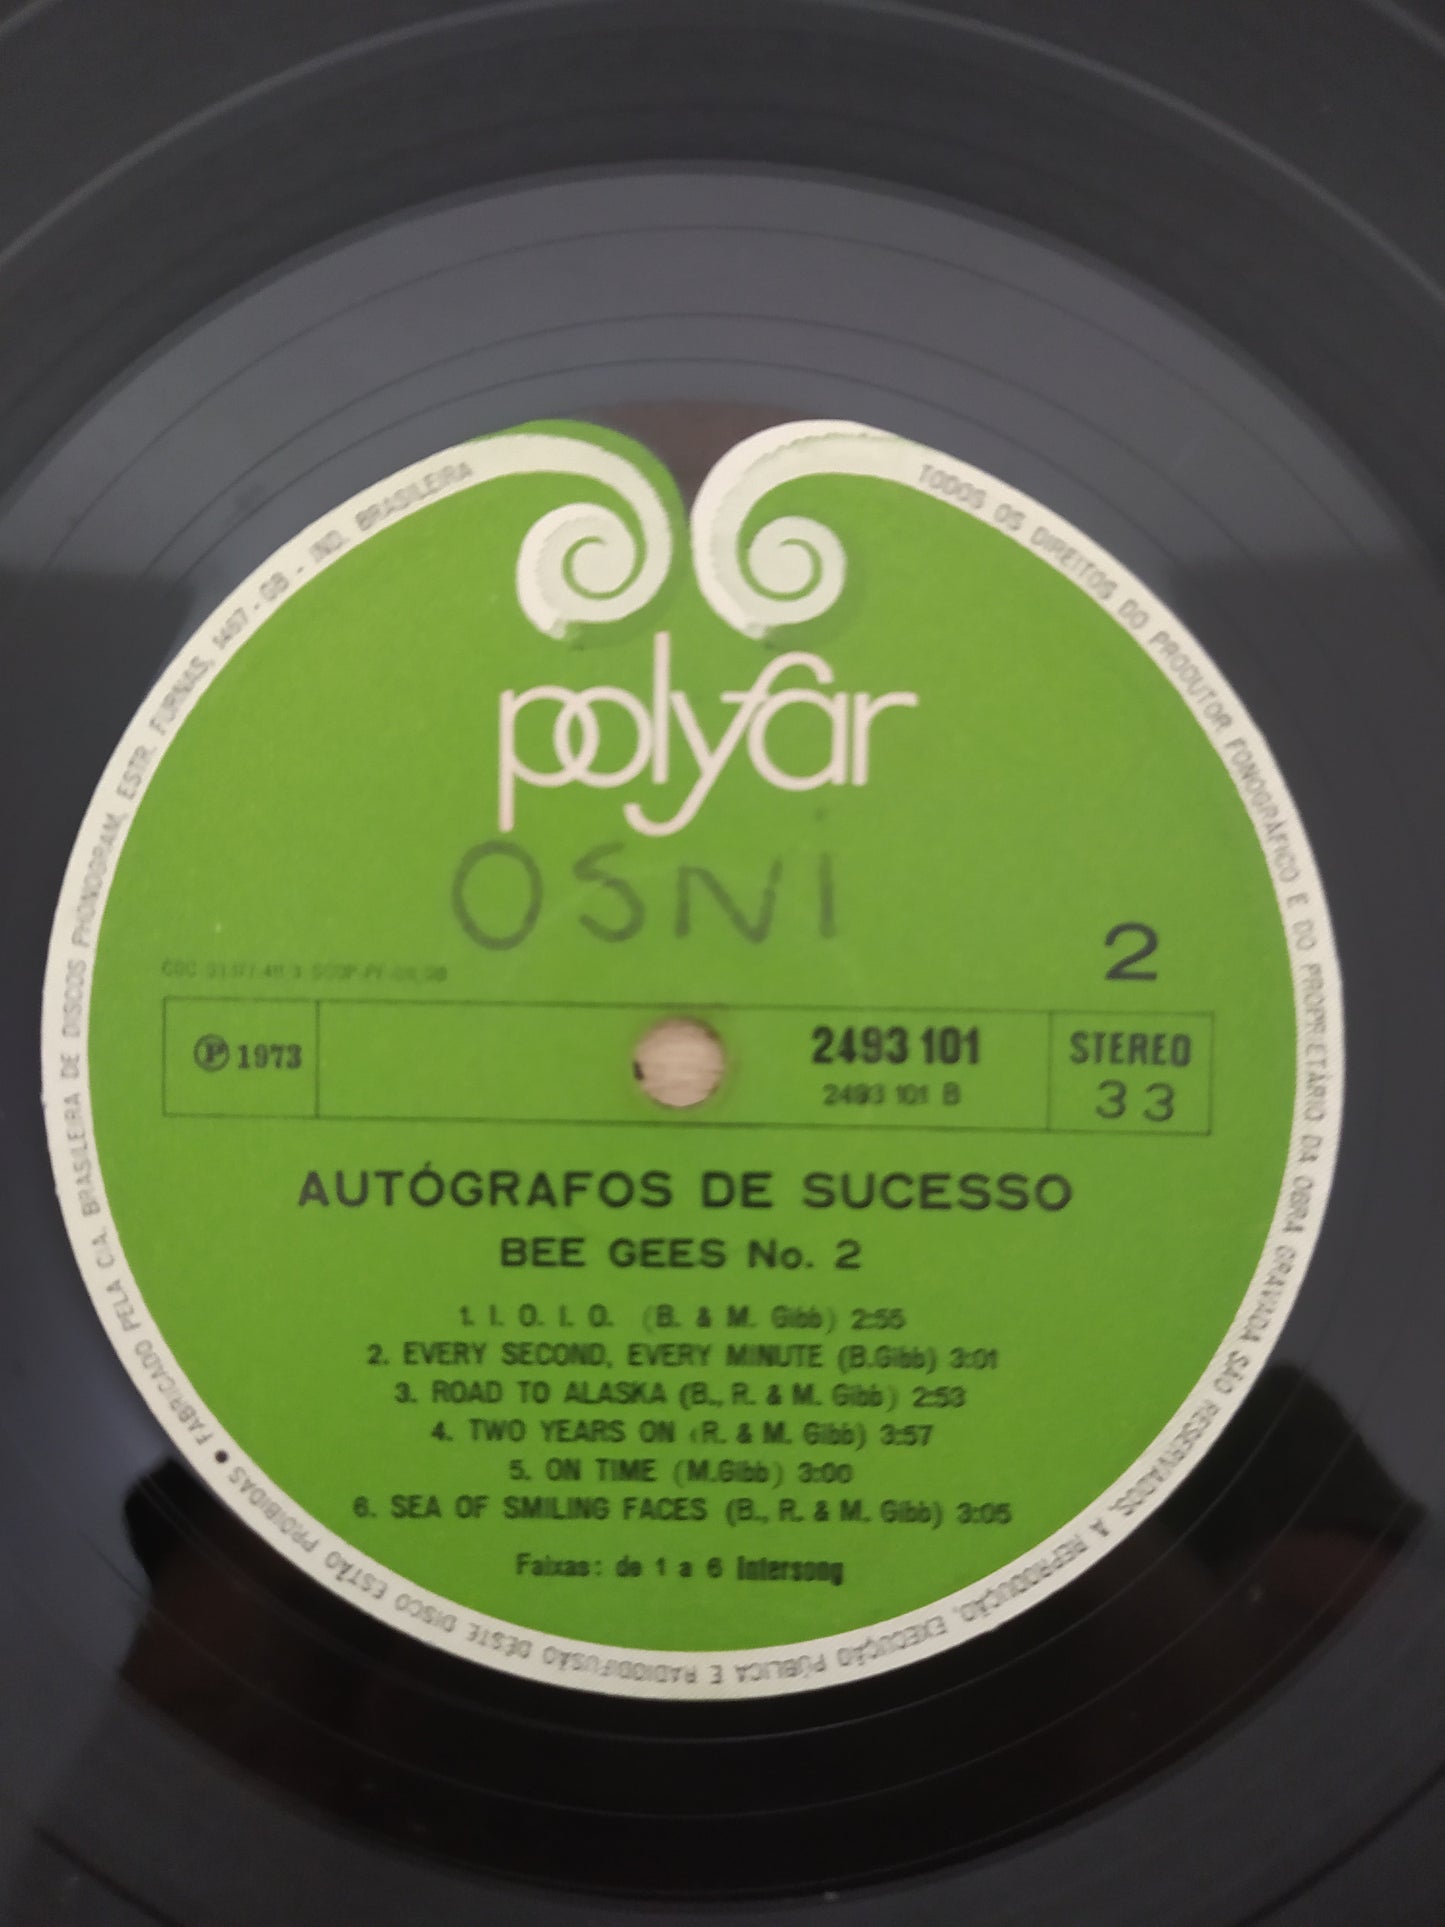 polyfar
OSNI
2
℗ 1973
2493 101
2493 101 B
STEREO
33
AUTÓGRAFOS DE SUCESSO
BEE GEES No. 2
1. I. O. I. O. (B. & M. Gibb) 2:55
2. EVERY SECOND, EVERY MINUTE (B.Gibb) 3:01
3. ROAD TO ALASKA (B., R. & M. Gibb) 2:53
4. TWO YEARS ON (R. & M. Gibb) 3:57
5. ON TIME (M.Gibb) 3:00
6. SEA OF SMILING FACES (B., R. & M. Gibb) 3:05
Faixas: de 1 a 6 Intersong
TODOS OS DIREITOS DO PRODUTOR FONOGRÁFICO E DO PROPRIETÁRIO DA OBRA GRAVADA SÃO RESERVADOS. A REPRODUÇÃO, EXECUÇÃO PÚBLICA E RADIODIFUSÃO DESTE DISCO ESTÃO PROIBIDAS • FABRICADO PELA CIA. BRASILEIRA DE DISCOS PHONOGRAM, ESTR. FURNAS, 1497 - GB - IND. BRASILEIRA